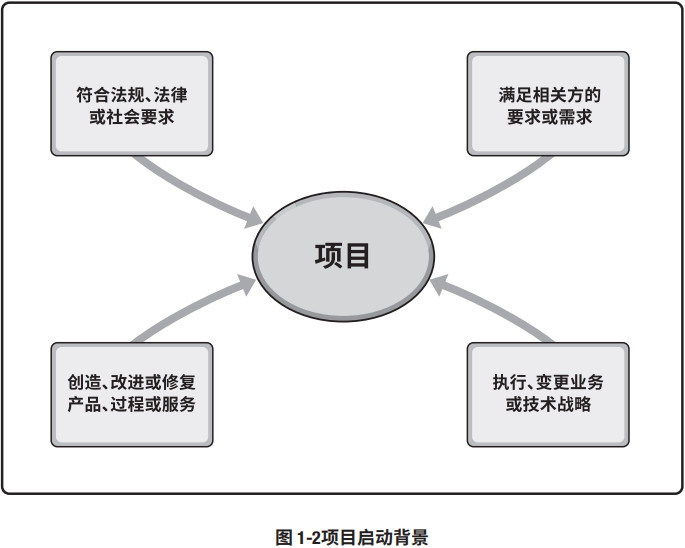 符合法规、法律
或社会要求
满足相关方的
要求或需求
项目
创造、改进或修复
产品、过程或服务
执行、变更业务
或技术战略
图 1-2项目启动背景